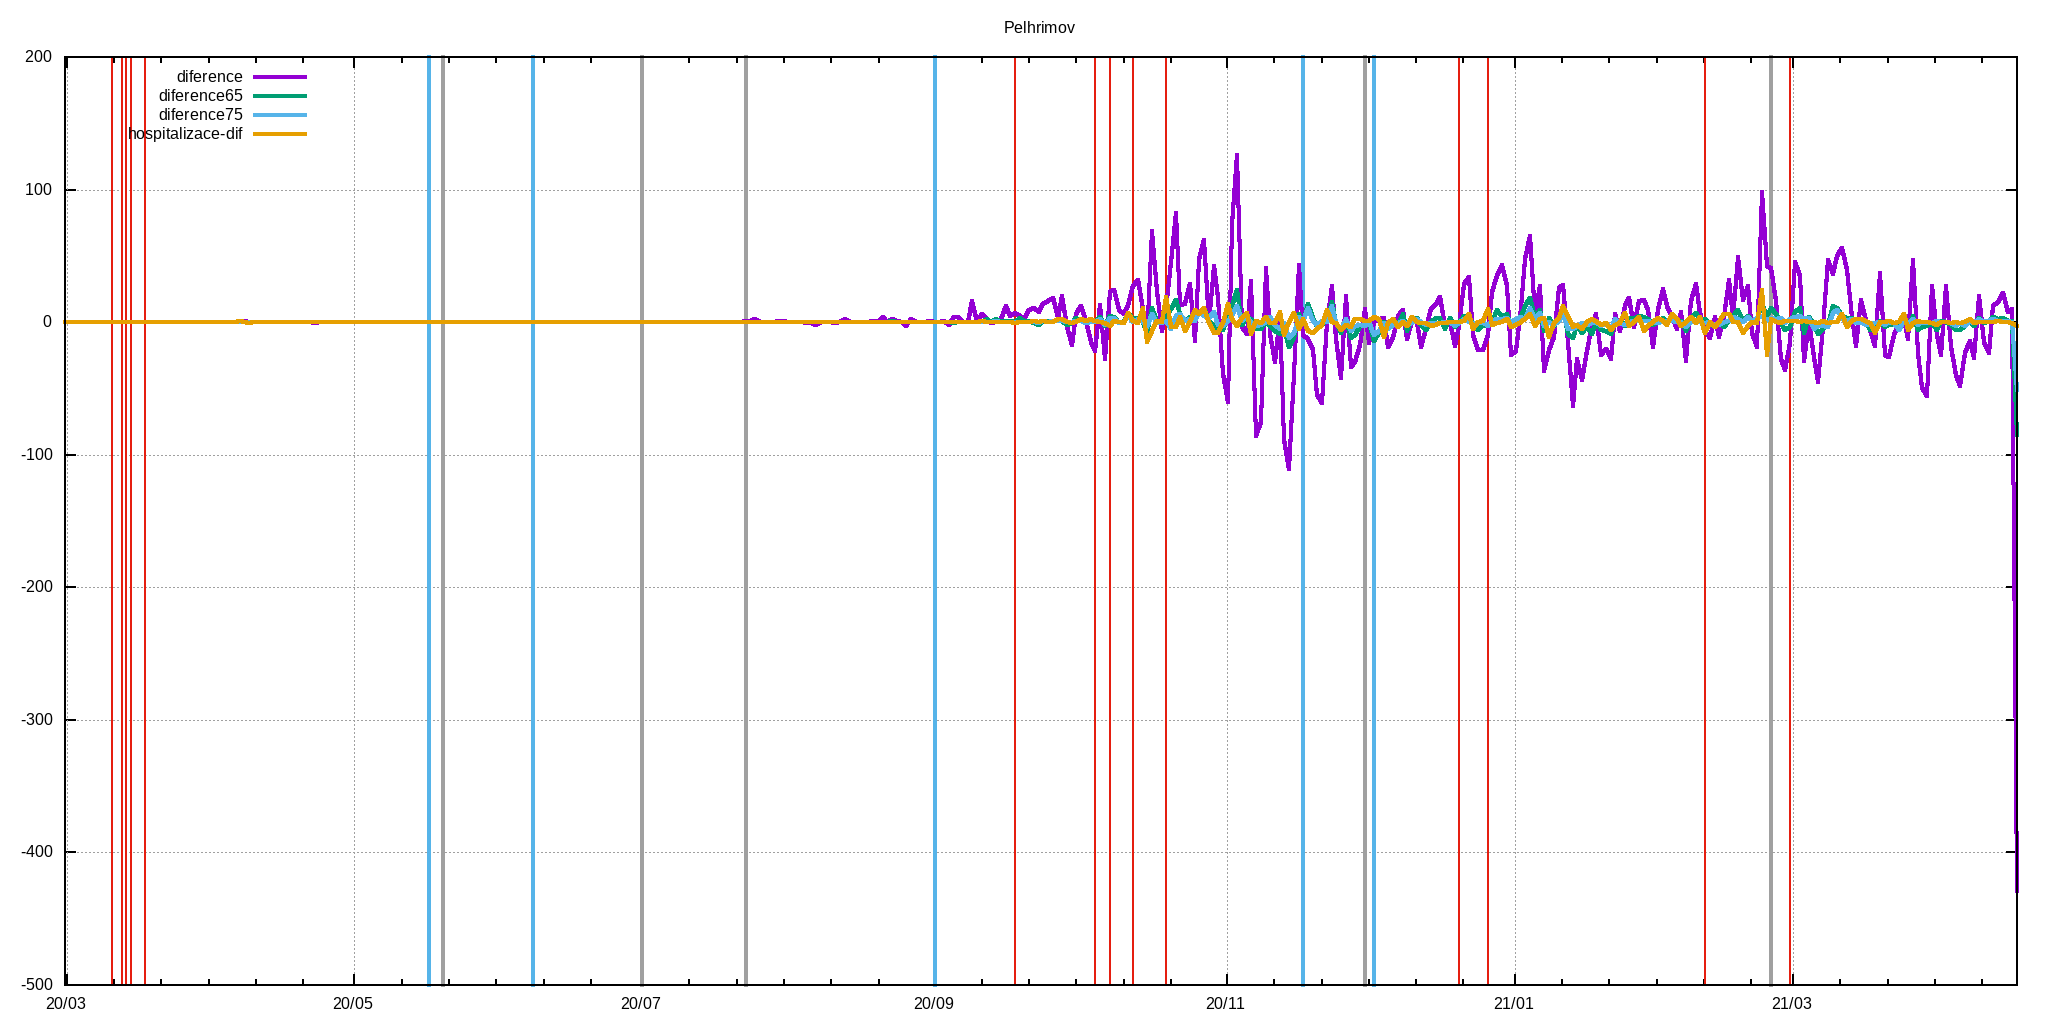 Pelhrimov
200
100
0
-100
-200
-300
-400
-500
diference
diference65
diference75
hospitalizace-dif
20/03 20/05 20/07 20/09 20/11 21/01 21/03